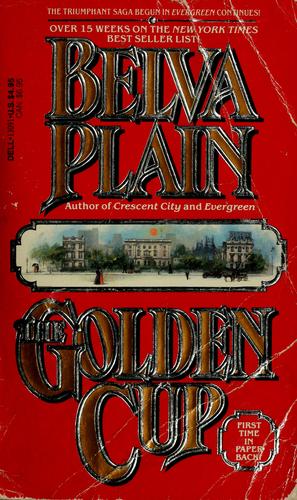 THE TRIUMPHANT SAGA BEGUN IN EVERGREEN CONTINUES!
OVER 15 WEEKS ON THE NEW YORK TIMES
BEST SELLER LIST!
BELVA
PLAIN
Author of Crescent City and Evergreen
THE
GOLDEN
CUP
FIRST
TIME IN
PAPER
BACK!